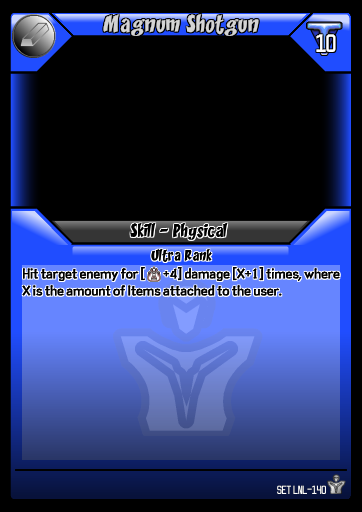 Magnum Shotgun
10
Skill - Physical
Ultra Rank
Hit target enemy for [ +4] damage [X+1] times, where
X is the amount of Items attached to the user.
SET LNL-140